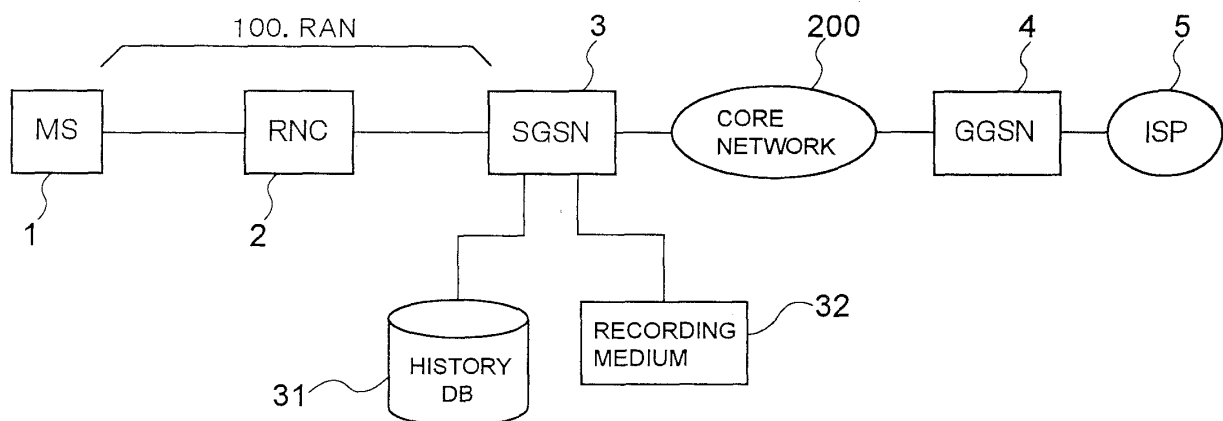 100. RAN
3
200
4
5
MS
RNC
SGSN
CORE
NETWORK
GGSN
ISP
1
2
HISTORY
DB
31
RECORDING
MEDIUM
32